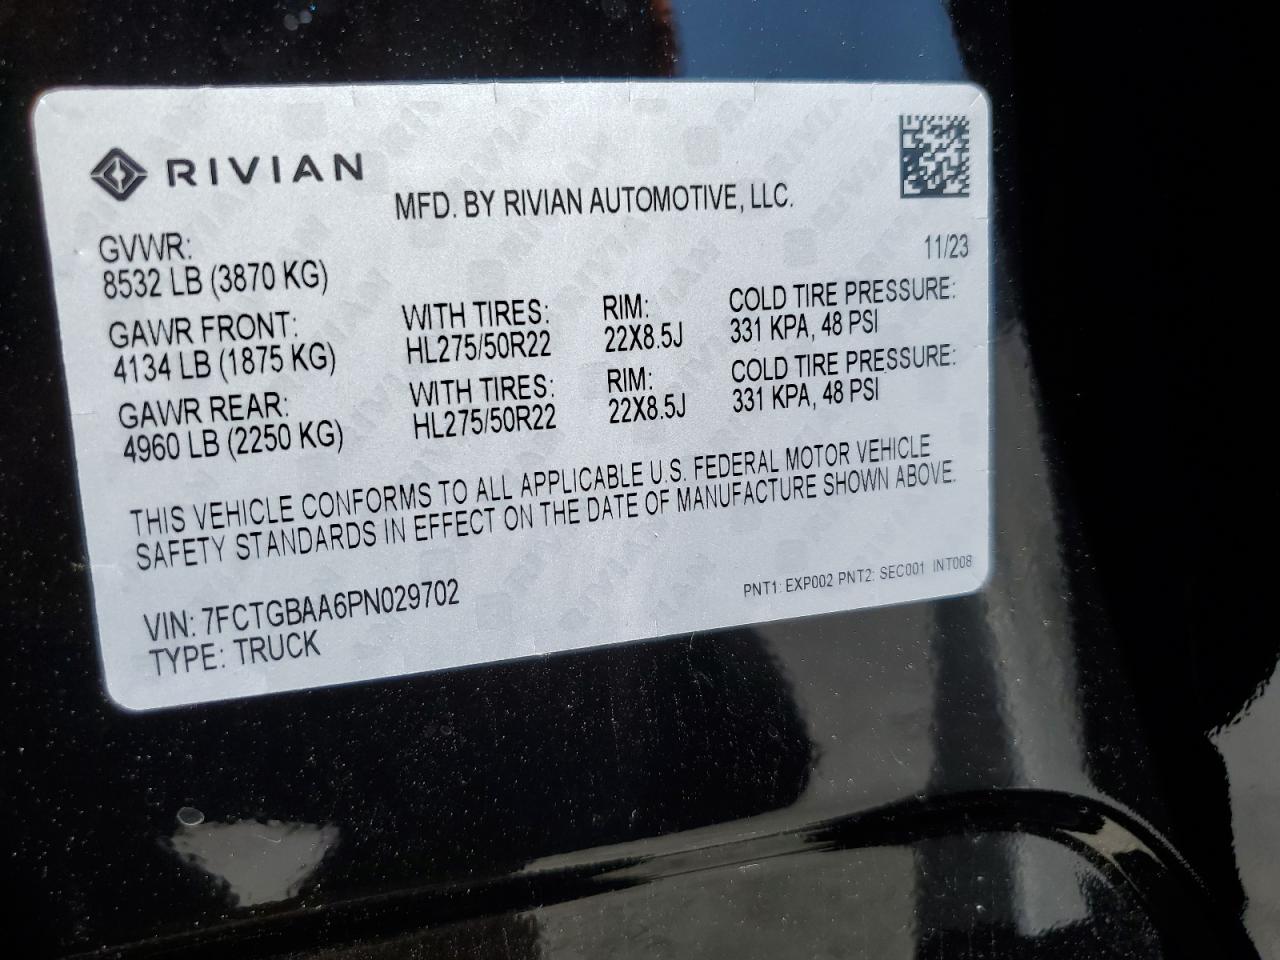 RIVIAN
MFD. BY RIVIAN AUTOMOTIVE, LLC.
11/23
GVWR:
8532 LB (3870 KG)
GAWR FRONT: WITH TIRES: RIM: COLD TIRE PRESSURE:
4134 LB (1875 KG) HL275/50R22 22X8.5J 331 KPA, 48 PSI
GAWR REAR: WITH TIRES: RIM: COLD TIRE PRESSURE:
4960 LB (2250 KG) HL275/50R22 22X8.5J 331 KPA, 48 PSI
THIS VEHICLE CONFORMS TO ALL APPLICABLE U.S. FEDERAL MOTOR VEHICLE
SAFETY STANDARDS IN EFFECT ON THE DATE OF MANUFACTURE SHOWN ABOVE.
VIN: 7FCTGBAA6PN029702
TYPE: TRUCK
PNT1: EXP002 PNT2: SEC001 INT008